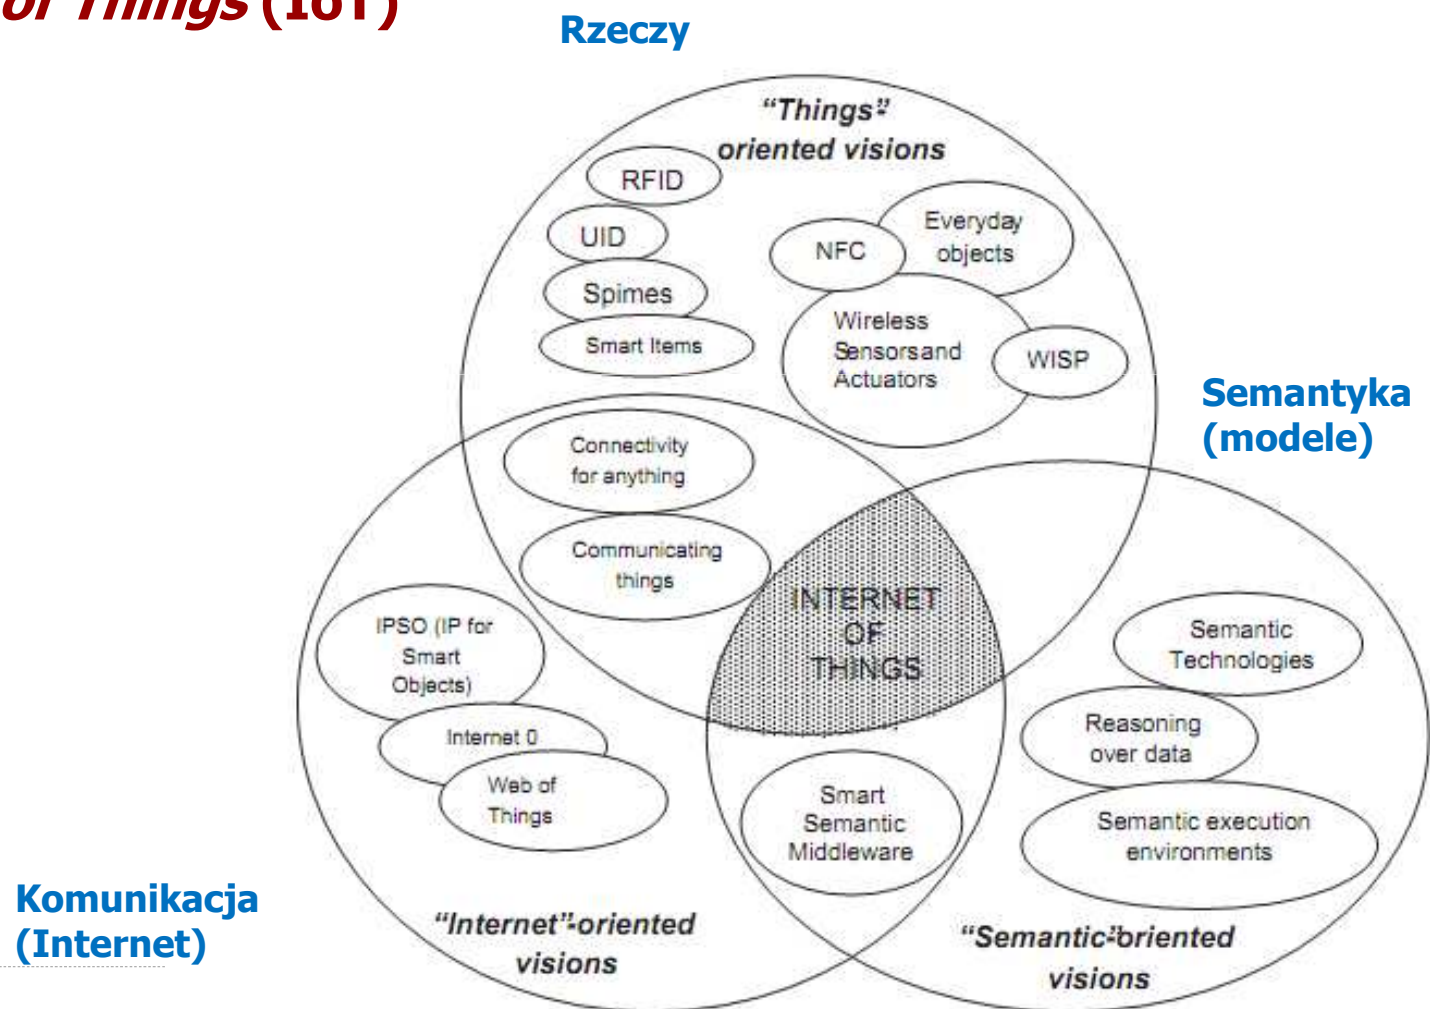 of Things (IoT)
Rzeczy
“Things”-
oriented visions
RFID
UID
Spimes
Smart Items
NFC
Everyday
objects
Wireless
Sensors and
Actuators
WISP
Semantyka
(modele)
Connectivity
for anything
Communicating
things
INTERNET
OF
THINGS
IPSO (IP for
Smart
Objects)
Internet 0
Web of
Things
Semantic
Technologies
Reasoning
over data
Semantic execution
environments
Smart
Semantic
Middleware
Komunikacja
(Internet)
“Internet”-oriented
visions
“Semantic”-oriented
visions